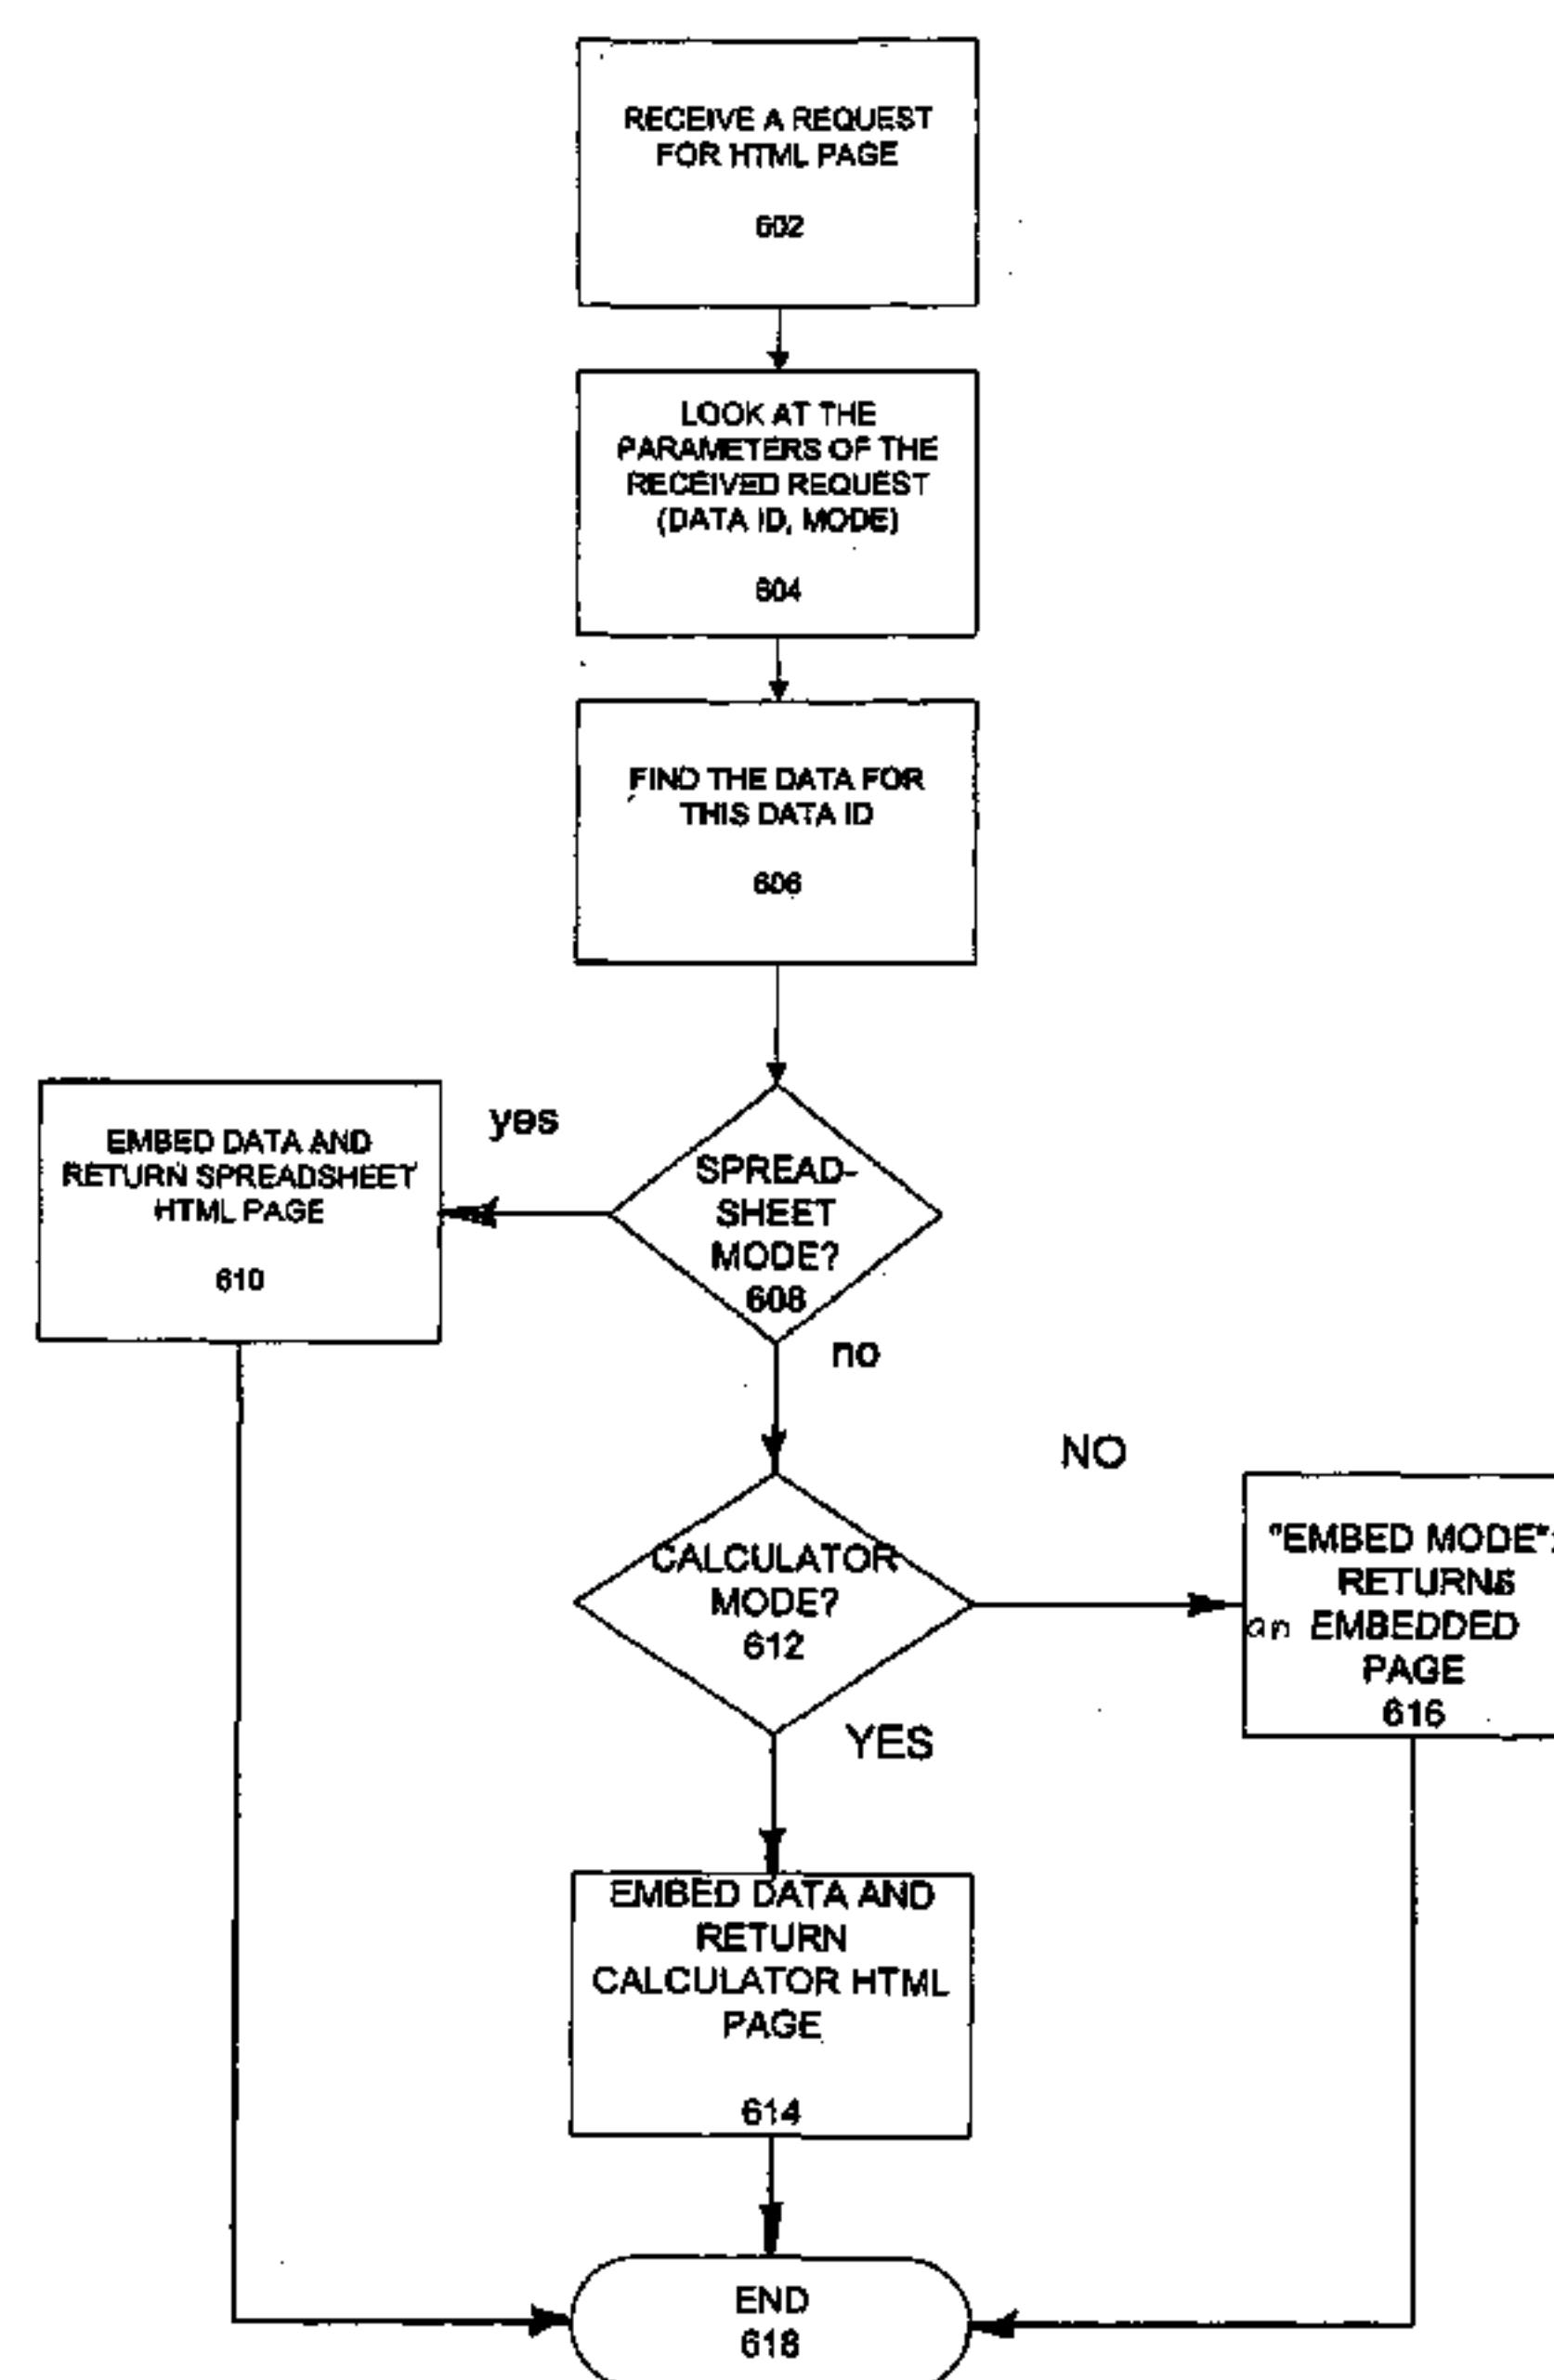 RECEIVE A REQUEST
FOR HTML PAGE
602
LOOK AT THE
PARAMETERS OF THE
RECEIVED REQUEST
(DATA ID, MODE)
604
FIND THE DATA FOR
THIS DATA ID
606
yes
EMBED DATA AND
RETURN SPREADSHEET
HTML PAGE
610
SPREAD-
SHEET
MODE?
608
no
NO
CALCULATOR
MODE?
612
"EMBED MODE":
RETURNS
an EMBEDDED
PAGE
616
YES
EMBED DATA AND
RETURN
CALCULATOR HTML
PAGE
614
END
618